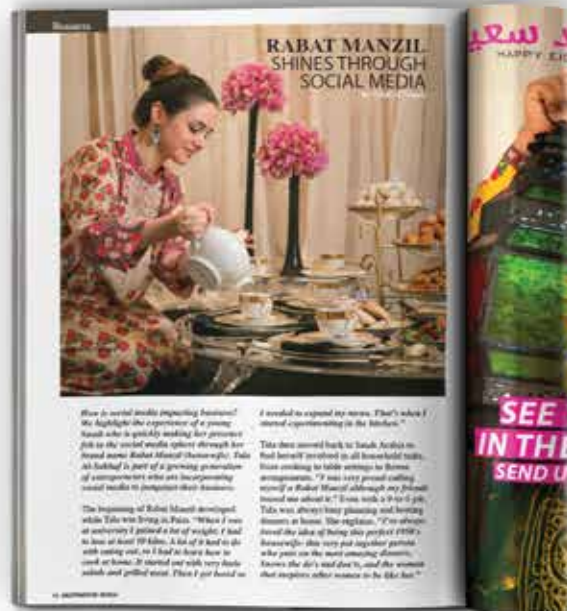 Business
RABAT MANZIL
SHINES THROUGH
SOCIAL MEDIA
How is social media impacting business?
We highlight the experience of a young
Saudi who is quickly making her presence
felt in the social media sphere through her
brand name Rabat Manzil (housewife). Tala
is part of a growing generation
of entrepreneurs who are incorporating
social media to jumpstart their business.
The beginning of Rabat Manzil developed
while Tala was living in Paris. "When I was
at university I gained a lot of weight. I had
to lose at least 10 kilos. A lot of it had to do
with eating out, so I had to learn how to
cook at home. It started out with very basic
salads and grilled meat. Then I got bored so
I needed to expand my menu. That's when I
started experimenting in the kitchen."
Tala then moved back to Saudi Arabia to
find herself involved in all household tasks,
from cooking to table settings to flower
arrangements. "I was very proud calling
myself a Rabat Manzil although my friends
teased me about it." Even with a 9-to-5 job,
Tala was always busy planning and hosting
dinners at home. She explains, "I've always
loved the idea of being this perfect 1950's
housewife: this very put together woman
who puts on the most amazing dinners,
knows the do's and don'ts, and the woman
that inspires other women to be like her."
HAPPY EID
SEE
IN THE
SEND U